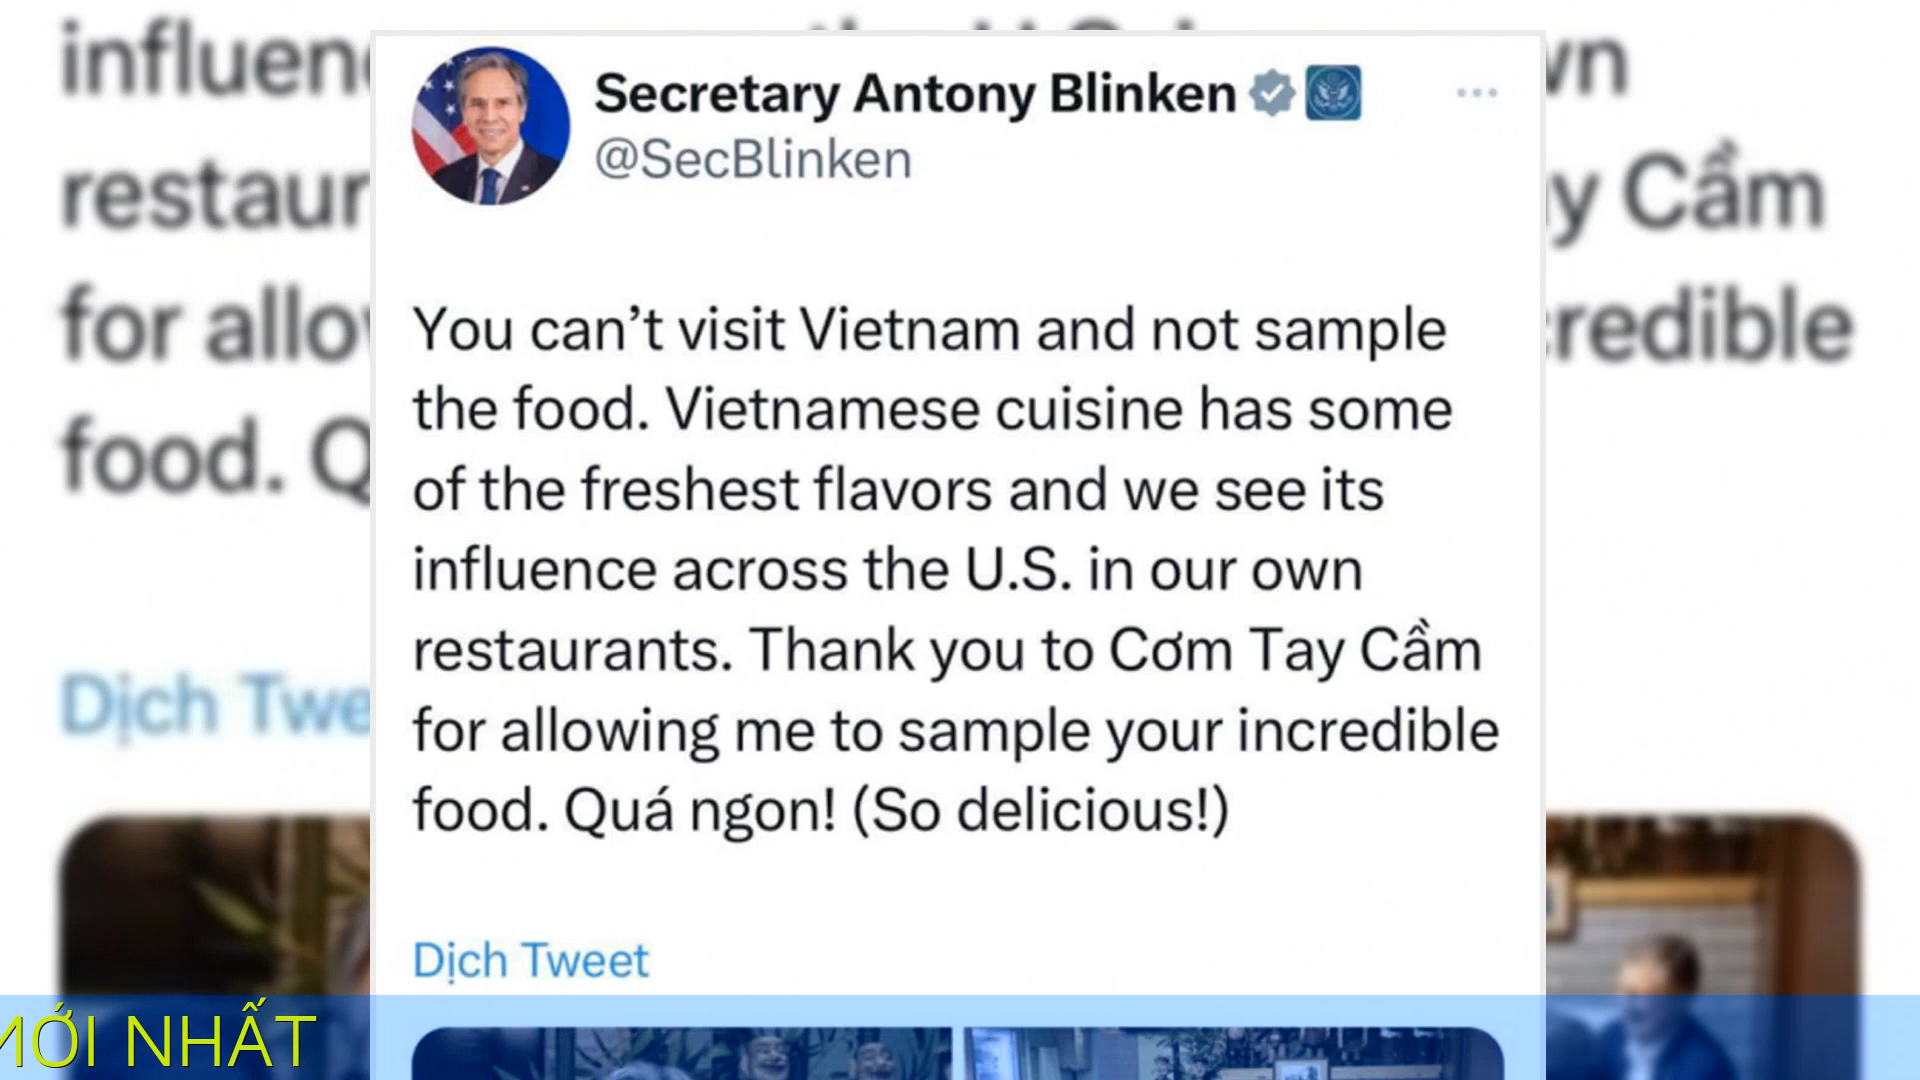 Secretary Antony Blinken
@SecBlinken
You can’t visit Vietnam and not sample
the food. Vietnamese cuisine has some
of the freshest flavors and we see its
influence across the U.S. in our own
restaurants. Thank you to Cơm Tay Cầm
for allowing me to sample your incredible
food. Quá ngon! (So delicious!)
Dịch Tweet
MỚI NHẤT